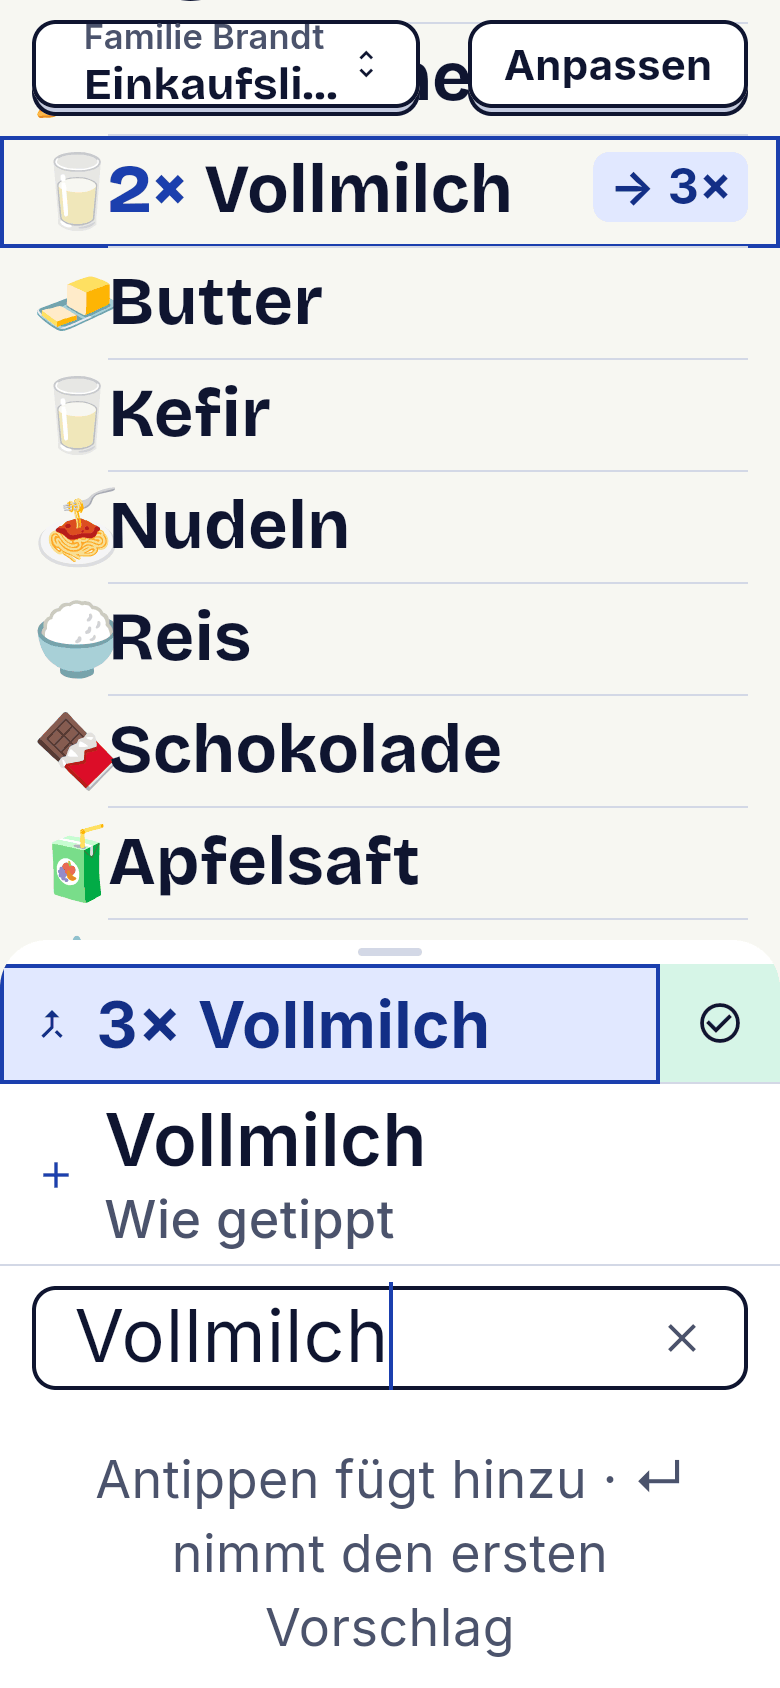 Familie Brandt
Einkaufsli...
Anpassen
2× Vollmilch
→ 3×
Butter
Kefir
Nudeln
Reis
Schokolade
Apfelsaft
3× Vollmilch
Vollmilch
Wie getippt
Vollmilch
Antippen fügt hinzu · ↵
nimmt den ersten
Vorschlag